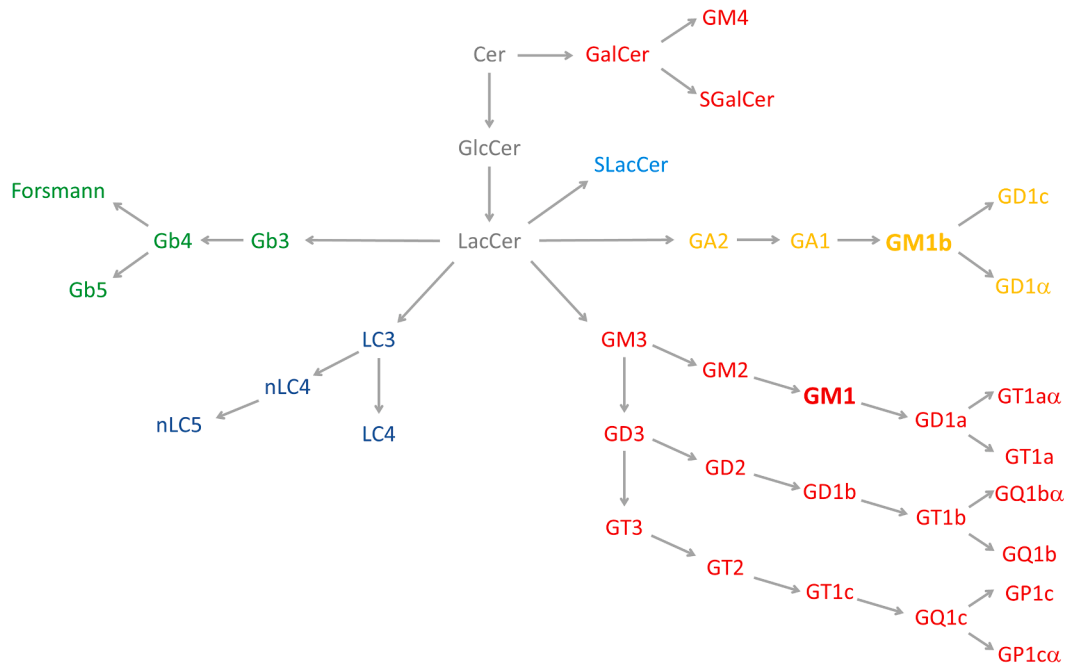 GM4
Cer
GalCer
SGalCer
GlcCer
SLacCer
Forsmann
GD1c
Gb4
Gb3
LacCer
GA2
GA1
GM1b
Gb5
GD1α
LC3
GM3
GM2
nLC4
GM1
GT1aα
nLC5
LC4
GD3
GD1a
GT1a
GD2
GD1b
GQ1bα
GT1b
GT3
GQ1b
GT2
GT1c
GP1c
GQ1c
GP1cα